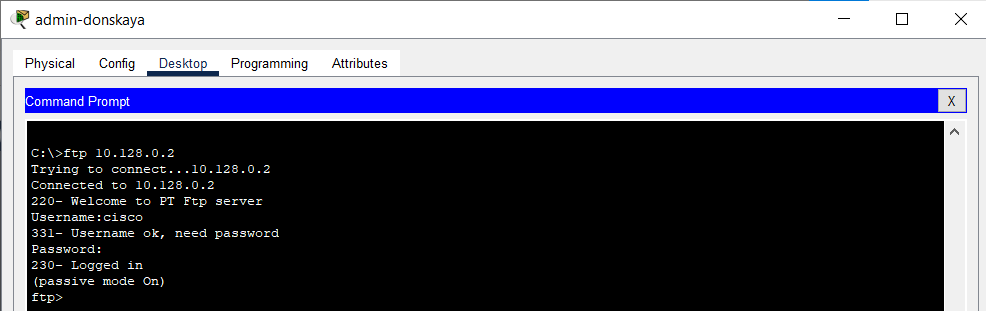 admin-donskaya
Physical Config Desktop Programming Attributes
Command Prompt X
C:\>ftp 10.128.0.2
Trying to connect...10.128.0.2
Connected to 10.128.0.2
220- Welcome to PT Ftp server
Username:cisco
331- Username ok, need password
Password:
230- Logged in
(passive mode On)
ftp>